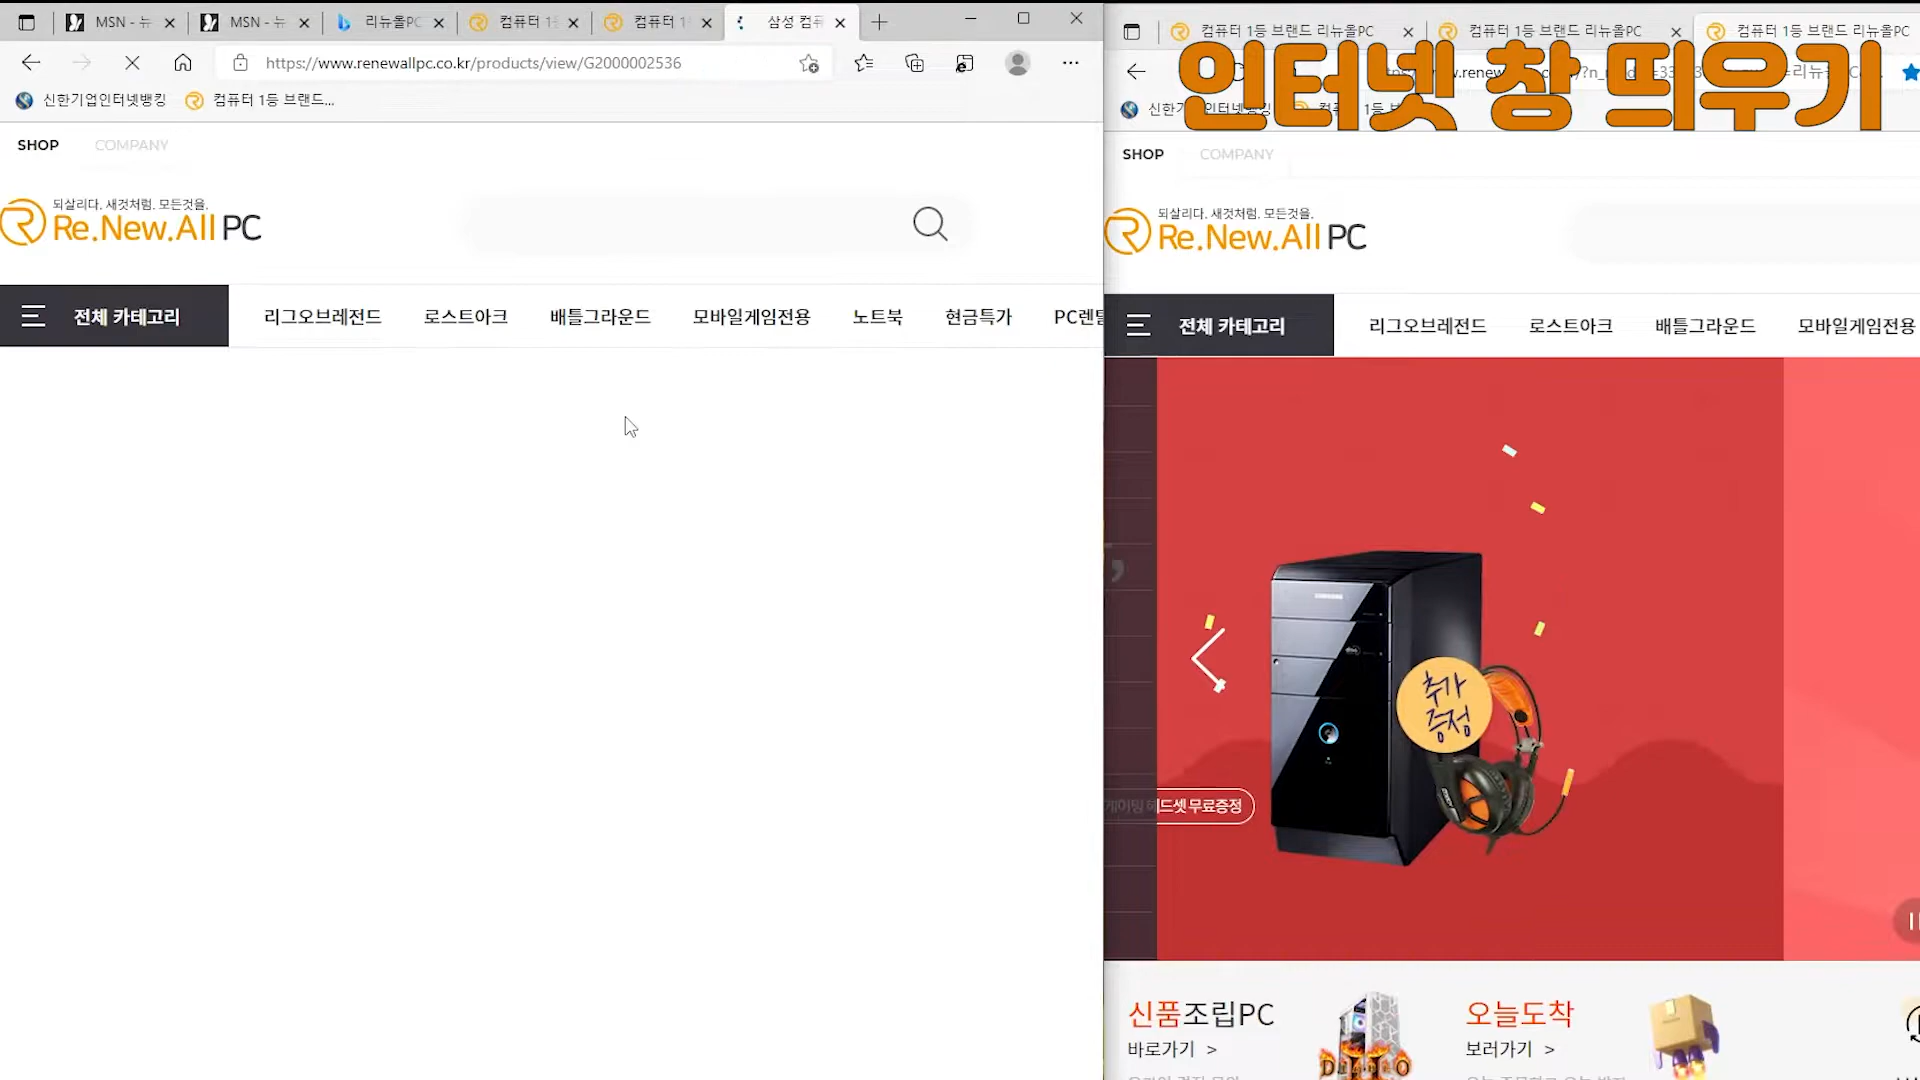 MSN - 뉴
MSN - 뉴
리뉴올PC
컴퓨터 1
컴퓨터 1
삼성 컴퓨
https://www.renewallpc.co.kr/products/view/G2000002536
신한기업인터넷뱅킹
컴퓨터 1등 브랜드...
SHOP
COMPANY
되살리다. 새것처럼. 모든것을.
Re.New.All PC
전체 카테고리
리그오브레전드
로스트아크
배틀그라운드
모바일게임전용
노트북
현금특가
PC렌탈
컴퓨터 1등 브랜드 리뉴올PC
컴퓨터 1등 브랜드 리뉴올PC
컴퓨터 1등 브랜드 리뉴올PC
인터넷 창 띄우기
SHOP
COMPANY
되살리다. 새것처럼. 모든것을.
Re.New.All PC
전체 카테고리
리그오브레전드
로스트아크
배틀그라운드
모바일게임전용
SAMSUNG
추가
증정
게이밍 헤드셋 무료증정
신품조립PC
바로가기 >
오늘도착
보러가기 >
DIABLO